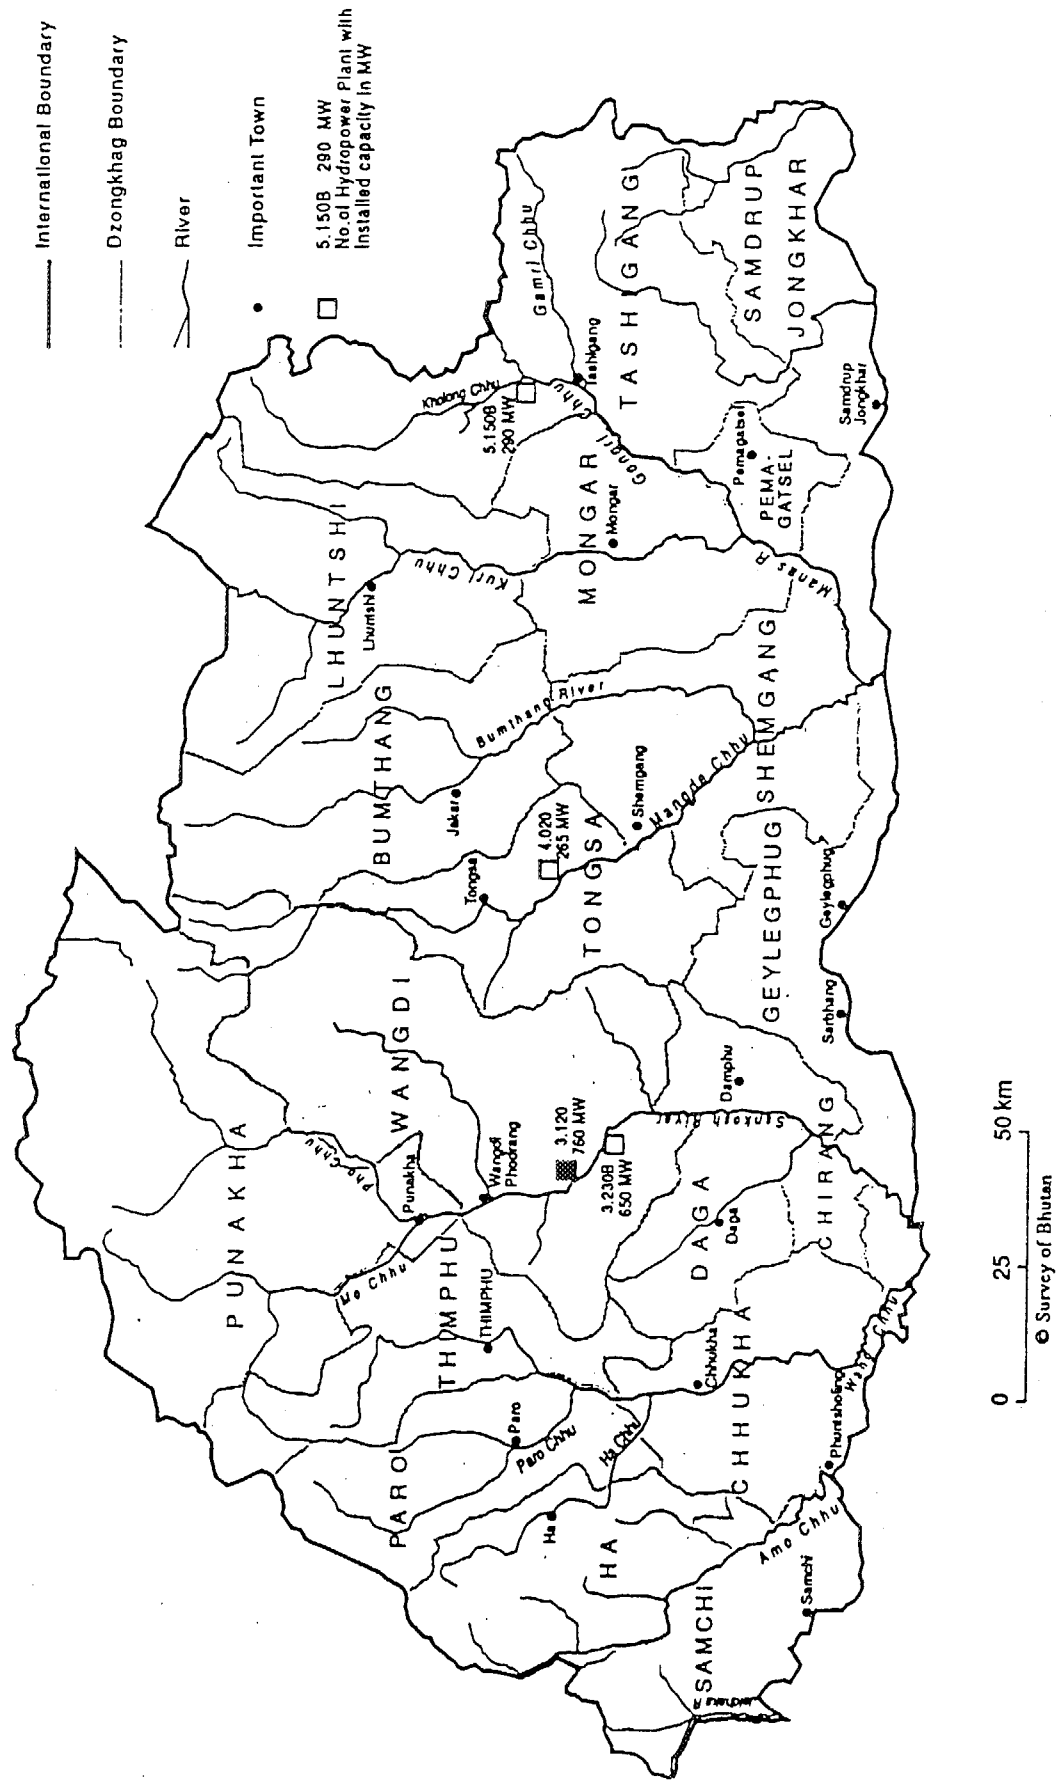 International Boundary
Dzongkhag Boundary
River
Important Town
5.150B 290 MW
No.of Hydropower Plant with
Installed capacity in MW
PUNAKHA
Pho Chhu
Mo Chhu
Punakha
WANGDI
Wangdi
Phodrang
THIMPHU
THIMPHU
PARO
Paro
Paro Chhu
Ha Chhu
Ha
HA
SAMCHI
Samchi
Amo Chhu
CHHUKHA
Chhukha
Phuntsholing
Wang Chhu
DAGA
Daga
CHIRANG
Damphu
Sankosh River
3.120
760 MW
3.230B
650 MW
BUMTHANG
Jakar
Bumthang River
TONGSA
Tongsa
4.020
265 MW
Shemgang
Mangde Chhu
SHEMGANG
GEYLEGPHUG
Geylegphug
Sarbhang
LHUNTSHI
Lhuntshi
Kuri Chhu
MONGAR
Mongar
Manas R.
Kholong Chhu
5.150B
290 MW
Gongri Chhu
Gamri Chhu
Tashigang
TASHIGANG
PEMA-
GATSEL
Pemagatsel
SAMDRUP
JONGKHAR
Samdrup
Jongkhar
0 25 50 km
© Survey of Bhutan